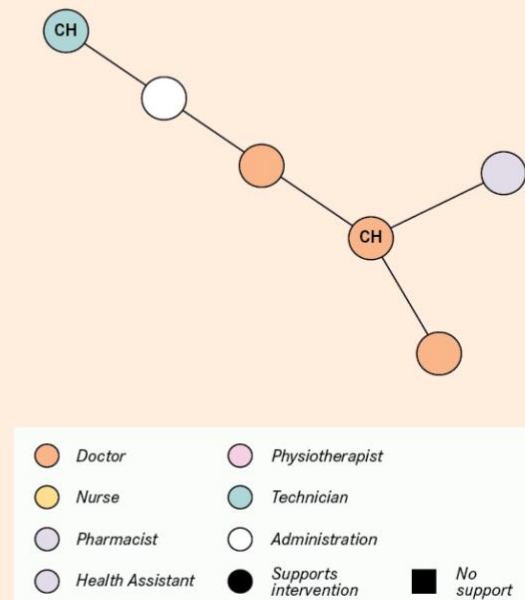 CH
CH
Doctor
Physiotherapist
Nurse
Technician
Pharmacist
Administration
Health Assistant
Supports
intervention
No
support